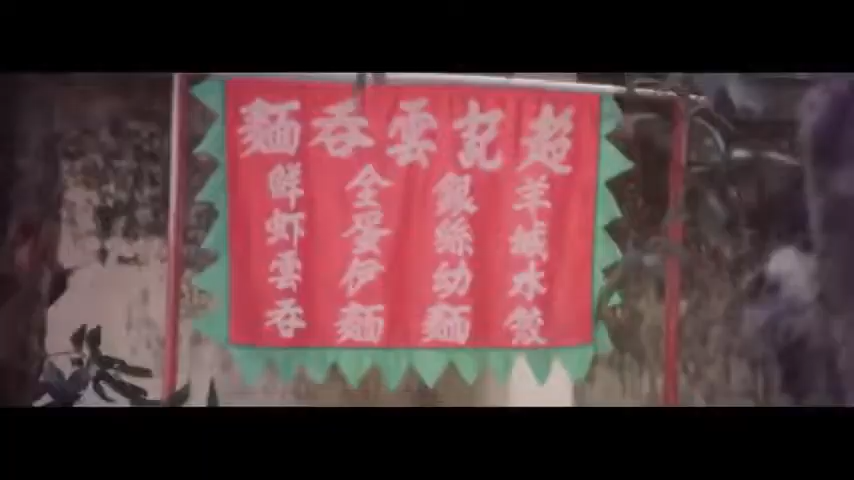 超記雲吞麵
羊城水餃
銀絲幼麵
全蛋伊麵
鮮虾雲吞